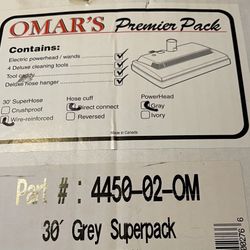 OMAR'S Premier Pack
Contains:
Electric powerhead / wands
4 Deluxe cleaning tools
Tool caddy
Deluxe hose hanger
30' SuperHose Hose cuff PowerHead
Crushproof Direct connect Gray
Wire-reinforced Reversed Ivory
Made in Canada
Part #: 4450-02-OM
30' Grey Superpack
002766